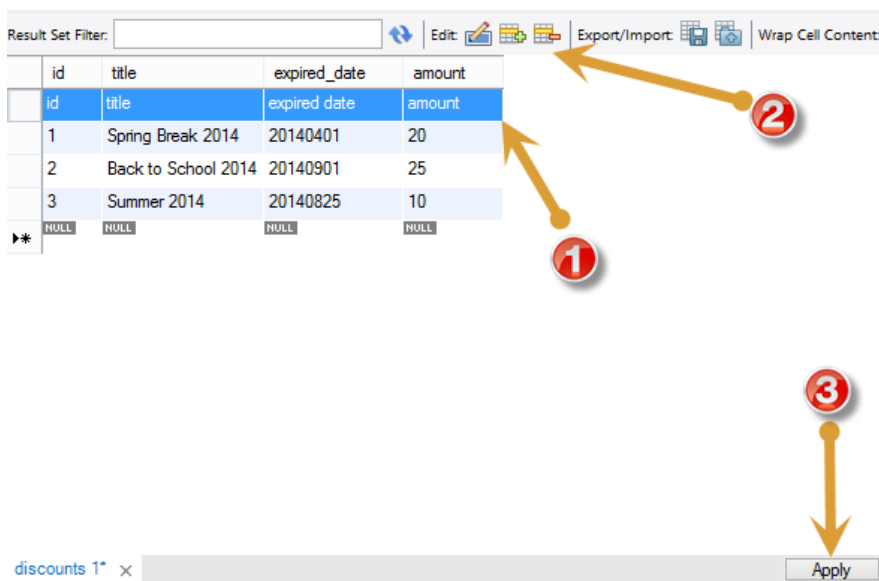 Result Set Filter: Edit: Export/Import: Wrap Cell Content:
2
id title expired_date amount
id title expired date amount
1 Spring Break 2014 20140401 20
2 Back to School 2014 20140901 25
3 Summer 2014 20140825 10
NULL NULL NULL NULL
1
3
discounts 1* × Apply